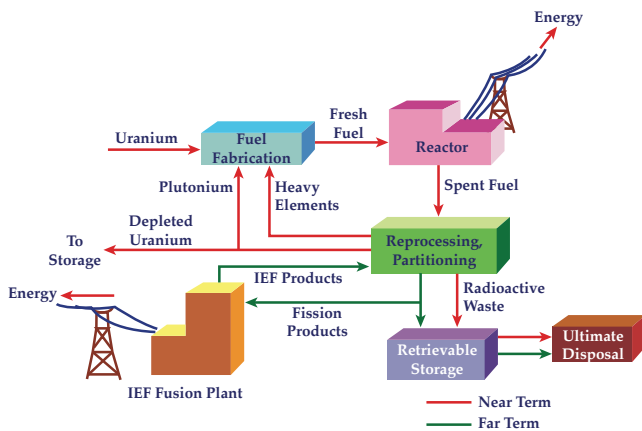 Energy
Fresh
Fuel
Uranium
Fuel
Fabrication
Reactor
Plutonium
Heavy
Elements
Spent Fuel
Depleted
Uranium
To
Storage
Reprocessing,
Partitioning
IEF Products
Energy
Fission
Products
Radioactive
Waste
Retrievable
Storage
Ultimate
Disposal
IEF Fusion Plant
Near Term
Far Term